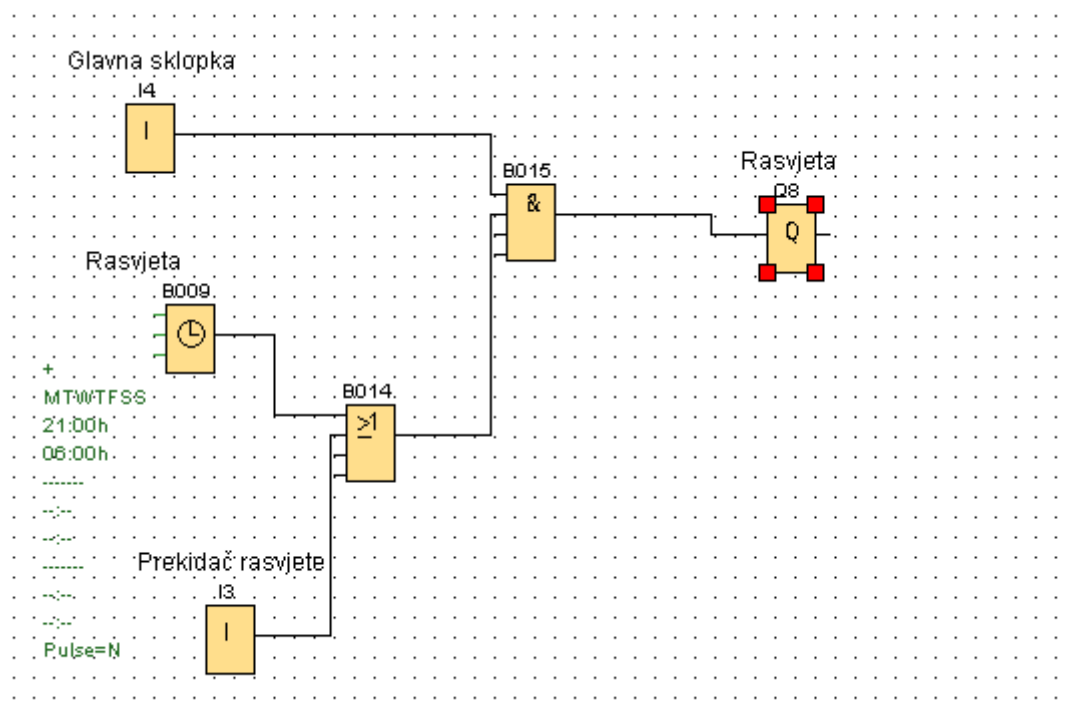 Glavna sklopka
I4
I
B015
&
Rasvjeta
Q8
Q
Rasvjeta
B009
+
MTWTFSS
21:00h
06:00h
-------
--:--
--:--
-------
--:--
--:--
Pulse=N
B014
≥1
Prekidač rasvjete
I3
I